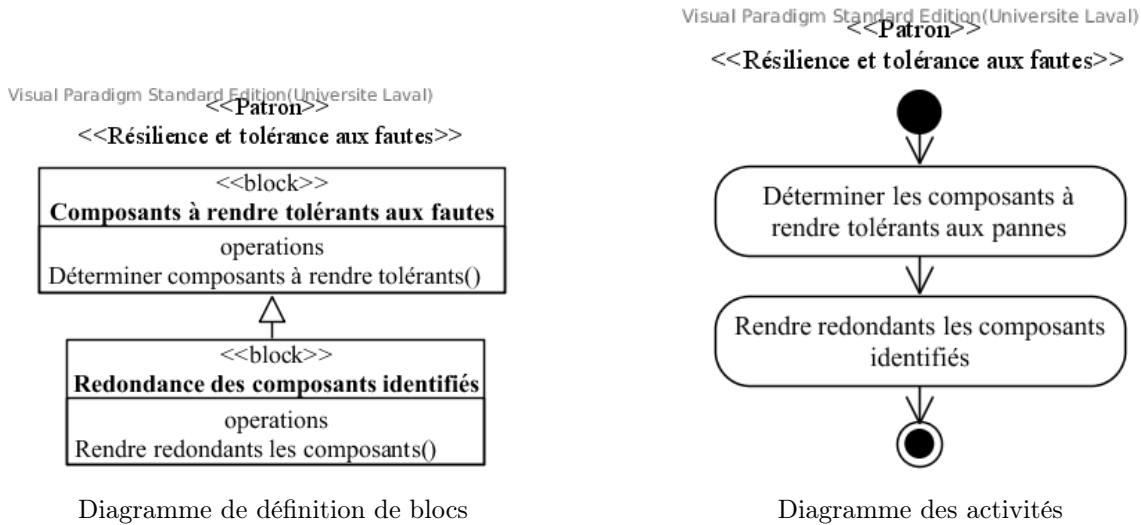 Visual Paradigm Standard Edition(Universite Laval)
<<Patron>>
<<Résilience et tolérance aux fautes>>
<<block>>
Composants à rendre tolérants aux fautes
operations
Déterminer composants à rendre tolérants()
<<block>>
Redondance des composants identifiés
operations
Rendre redondants les composants()
Diagramme de définition de blocs
Visual Paradigm Standard Edition(Universite Laval)
<<Patron>>
<<Résilience et tolérance aux fautes>>
Déterminer les composants à
rendre tolérants aux pannes
Rendre redondants les composants
identifiés
Diagramme des activités